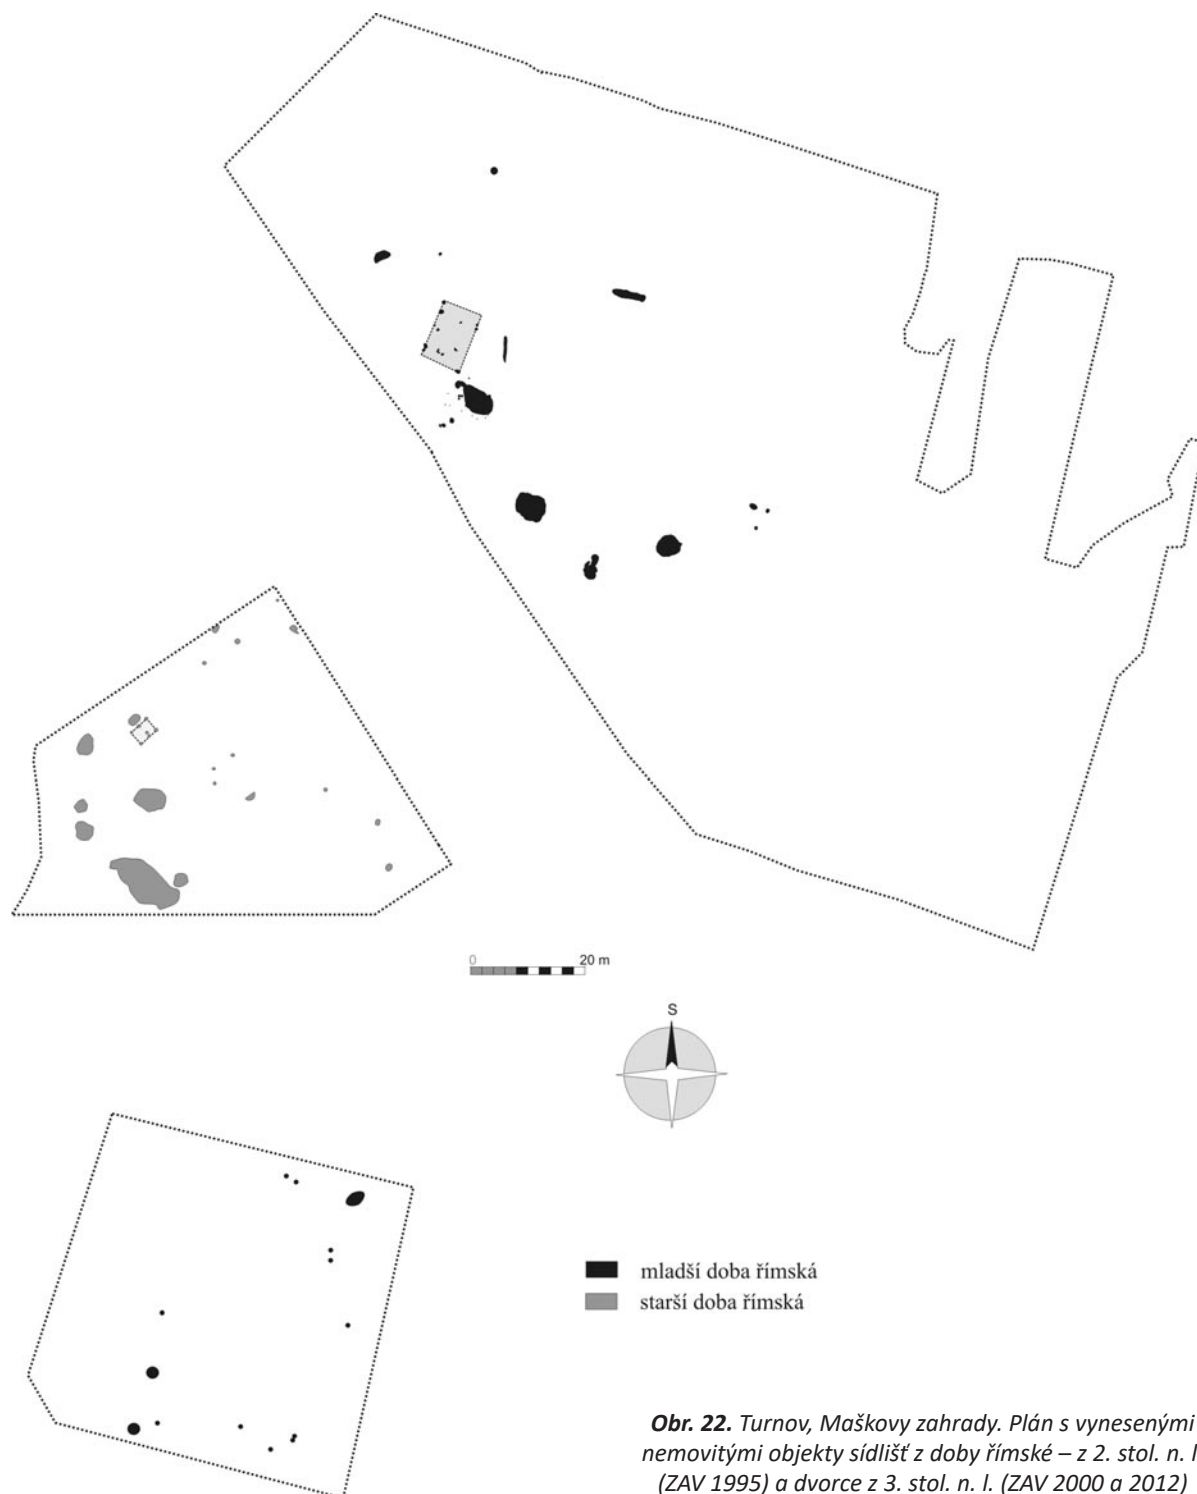 0 20 m
S
mladší doba římská
starší doba římská
Obr. 22. Turnov, Maškovy zahrady. Plán s vynesenými
nemovitými objekty sídlišť z doby římské – z 2. stol. n. l
(ZAV 1995) a dvorce z 3. stol. n. l. (ZAV 2000 a 2012)